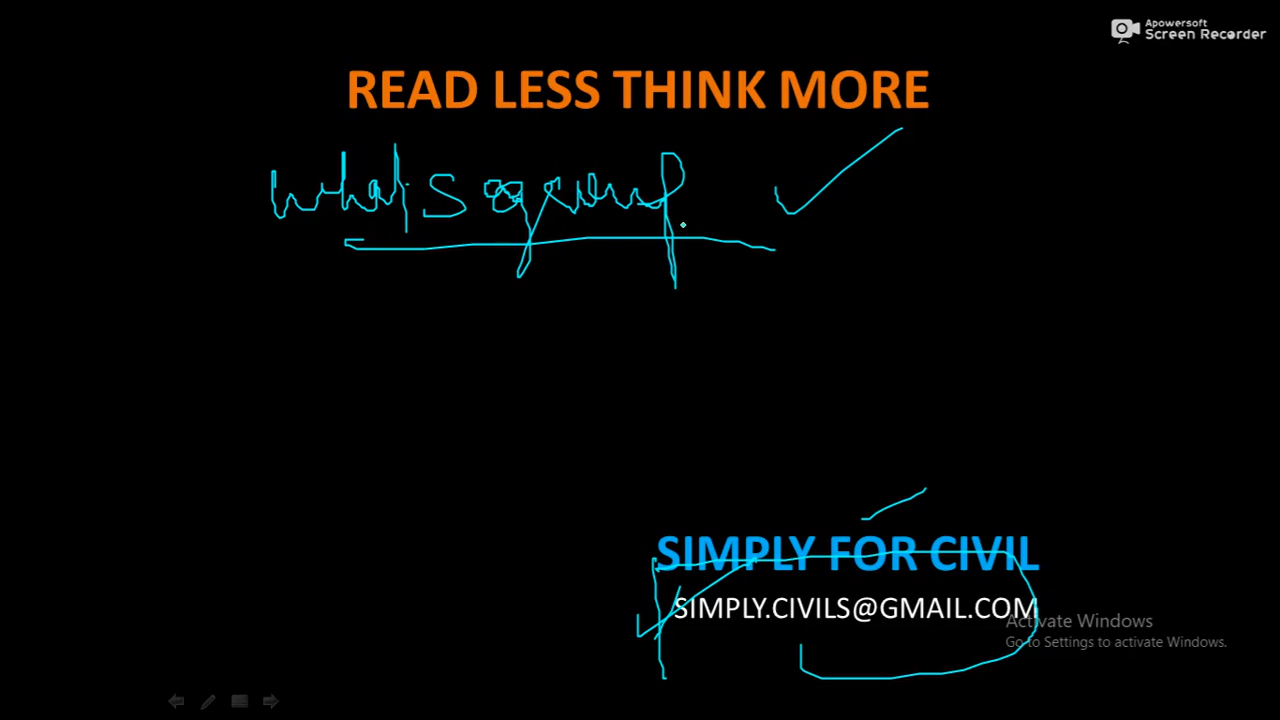 Apowersoft
Screen Recorder
READ LESS THINK MORE
SIMPLY FOR CIVIL
SIMPLY.CIVILS@GMAIL.COM
Activate Windows
Go to Settings to activate Windows.